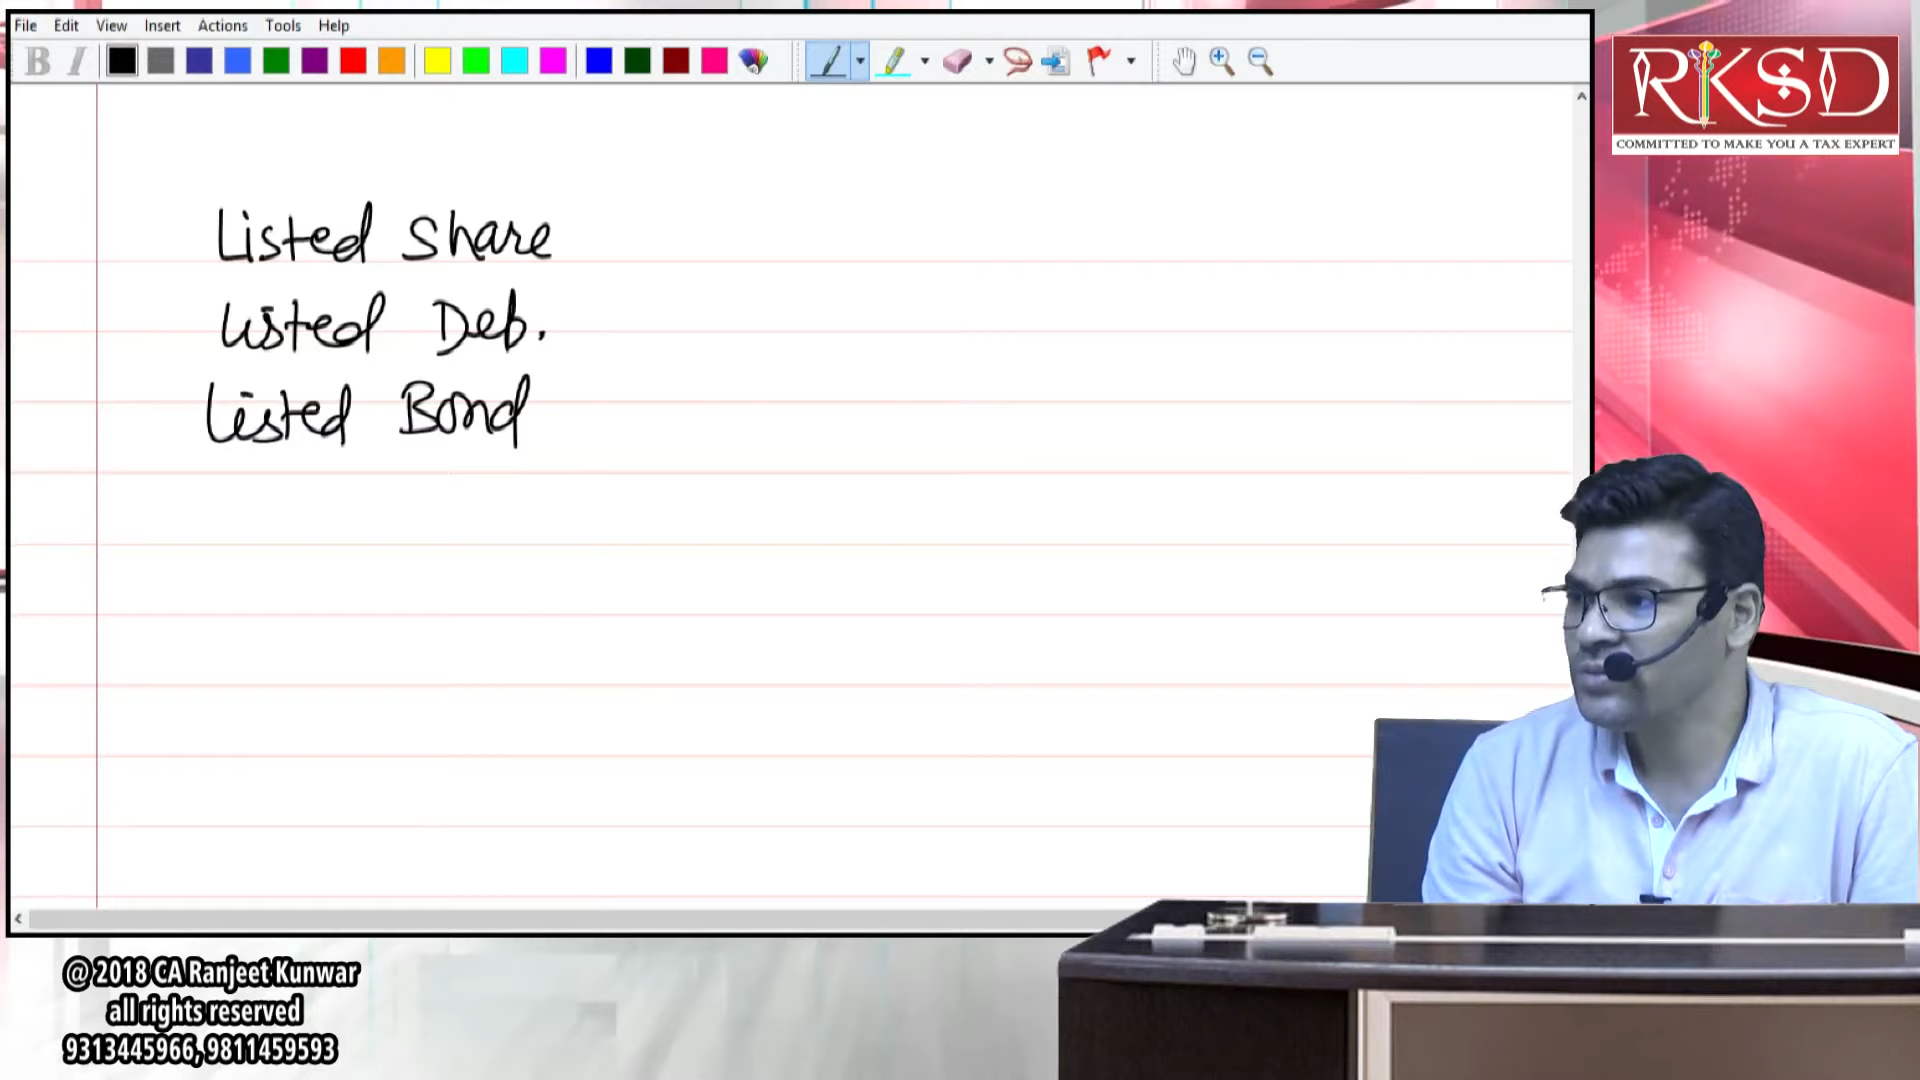 File Edit View Insert Actions Tools Help
B I
RKSD
COMMITTED TO MAKE YOU A TAX EXPERT
Listed Share
Listed Deb.
Listed Bond
@ 2018 CA Ranjeet Kunwar
all rights reserved
9313445966, 9811459593